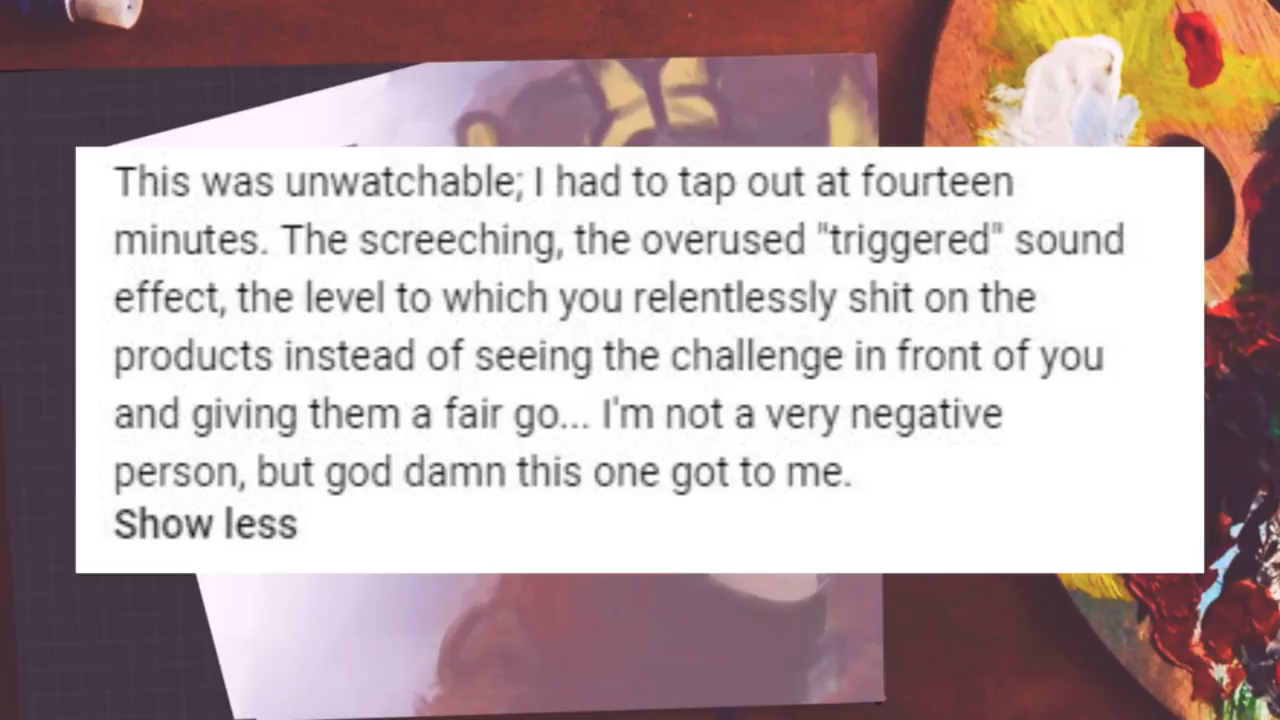 This was unwatchable; I had to tap out at fourteen
minutes. The screeching, the overused "triggered" sound
effect, the level to which you relentlessly shit on the
products instead of seeing the challenge in front of you
and giving them a fair go... I'm not a very negative
person, but god damn this one got to me.
Show less